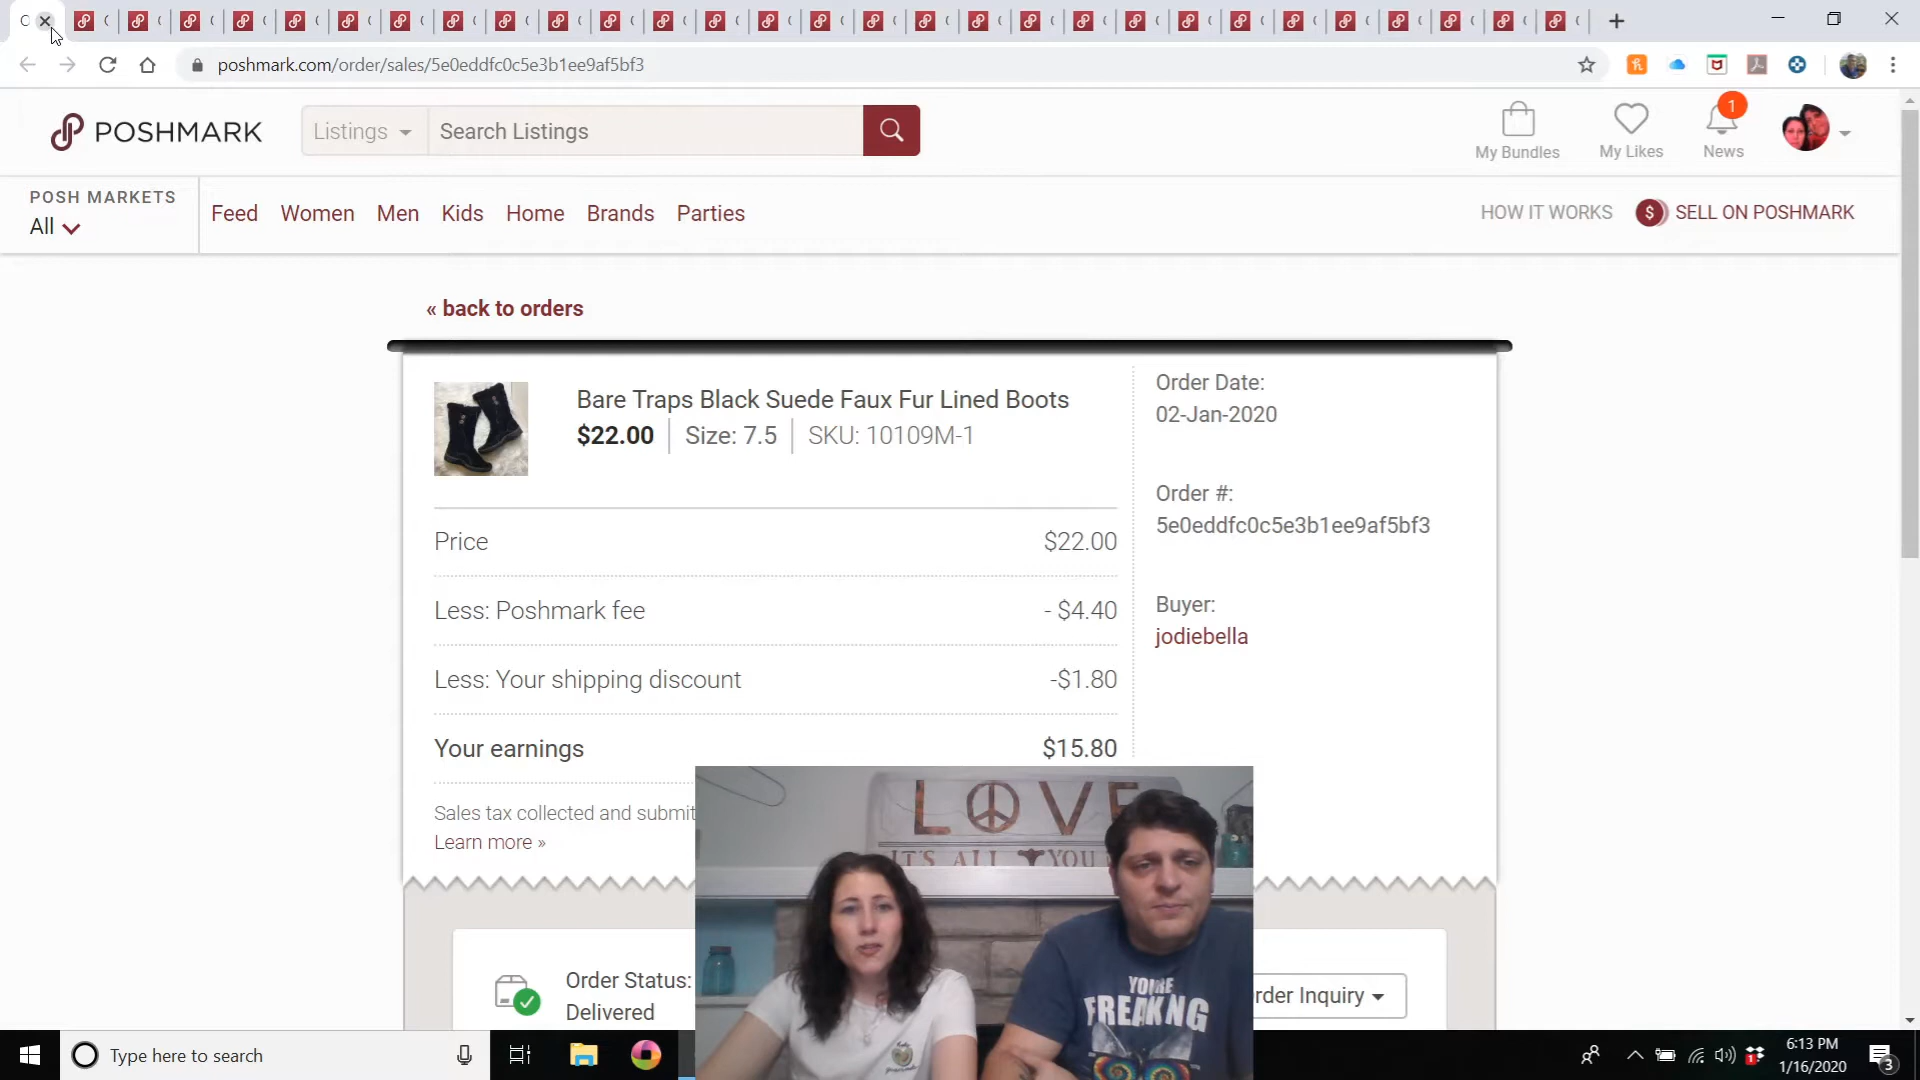 poshmark.com/order/sales/5e0eddfc0c5e3b1ee9af5bf3
POSHMARK
Listings
Search Listings
My Bundles
My Likes
1
News
POSH MARKETS
All
Feed
Women
Men
Kids
Home
Brands
Parties
HOW IT WORKS
$ SELL ON POSHMARK
« back to orders
Bare Traps Black Suede Faux Fur Lined Boots
$22.00 Size: 7.5 SKU: 10109M-1
Price $22.00
Less: Poshmark fee - $4.40
Less: Your shipping discount -$1.80
Your earnings $15.80
Sales tax collected and submit
Learn more »
Order Date:
02-Jan-2020
Order #:
5e0eddfc0c5e3b1ee9af5bf3
Buyer:
jodiebella
LOVE
IT'S ALL YOU
YOU'RE
FREAKNG
Order Status:
Delivered
rder Inquiry
Type here to search
6:13 PM
1/16/2020
3